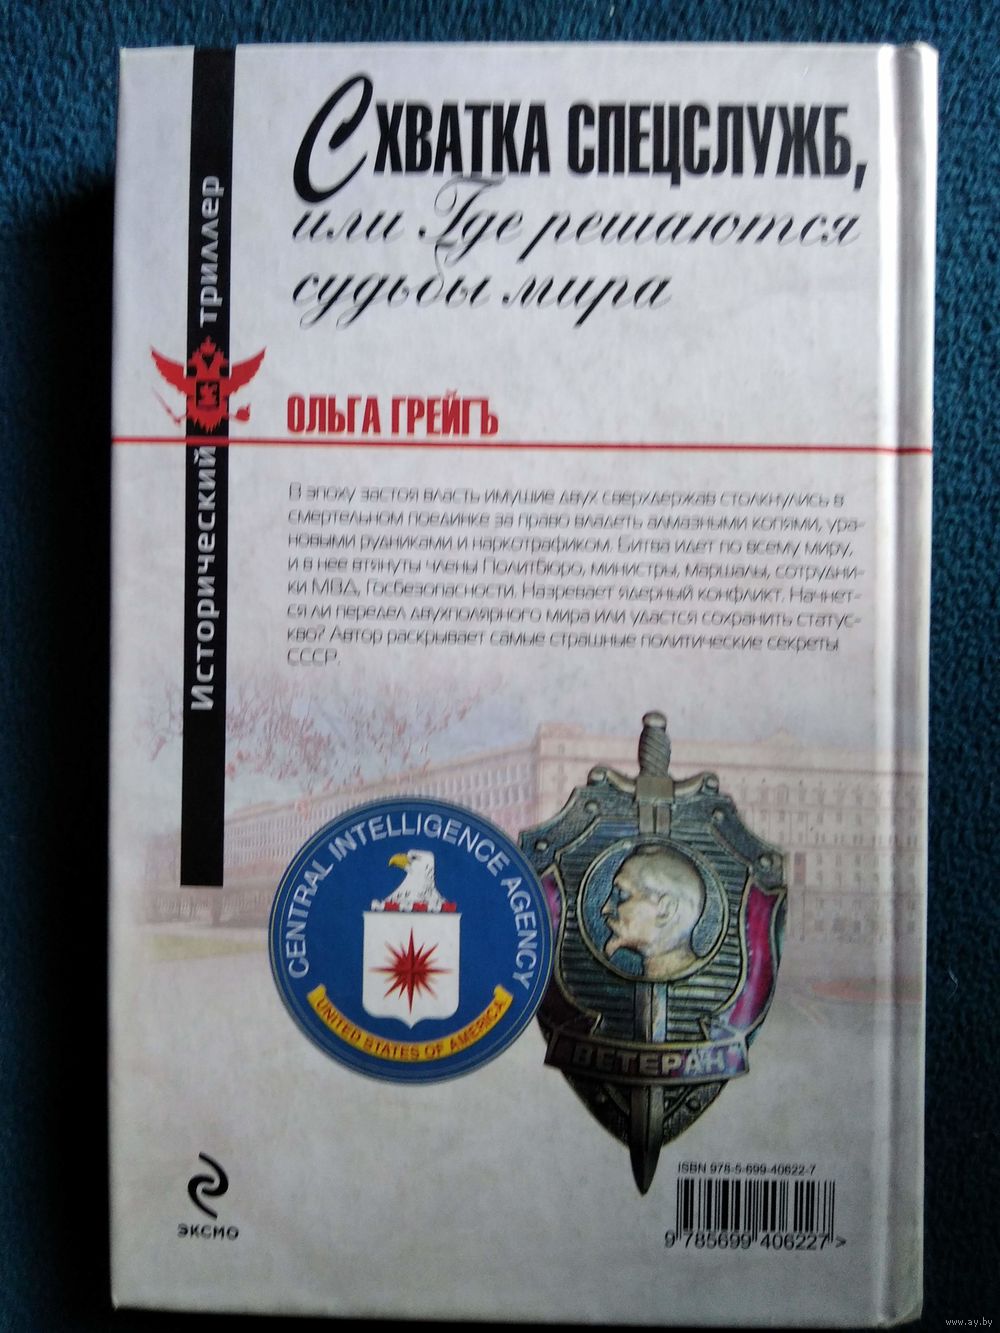 Схватка спецслужб,
или Где решаются
судьбы мира
Исторический триллер
Ольга Грейгъ
В эпоху застоя власть имущие двух сверхдержав столкнулись в
смертельном поединке за право владеть алмазными копями, ура-
новыми рудниками и наркотрафиком. Битва идет по всему миру,
и в нее втянуты члены Политбюро, министры, маршалы, сотрудни-
ки МВД, Госбезопасности. Назревает ядерный конфликт. Начнет-
ся ли передел двухполярного мира или удастся сохранить статус-
кво? Автор раскрывает самые страшные политические секреты
СССР.
CENTRAL INTELLIGENCE AGENCY
UNITED STATES OF AMERICA
ВЕТЕРАН
эксмо
ISBN 978-5-699-40622-7
9 785699 406227 >
www.ay.by